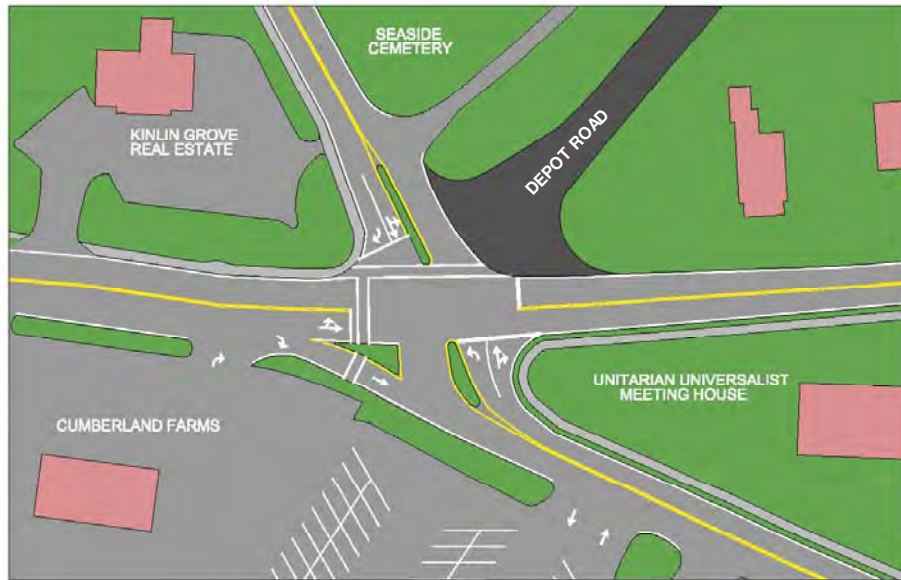 SEASIDE
CEMETERY
KINLIN GROVE
REAL ESTATE
DEPOT ROAD
UNITARIAN UNIVERSALIST
MEETING HOUSE
CUMBERLAND FARMS